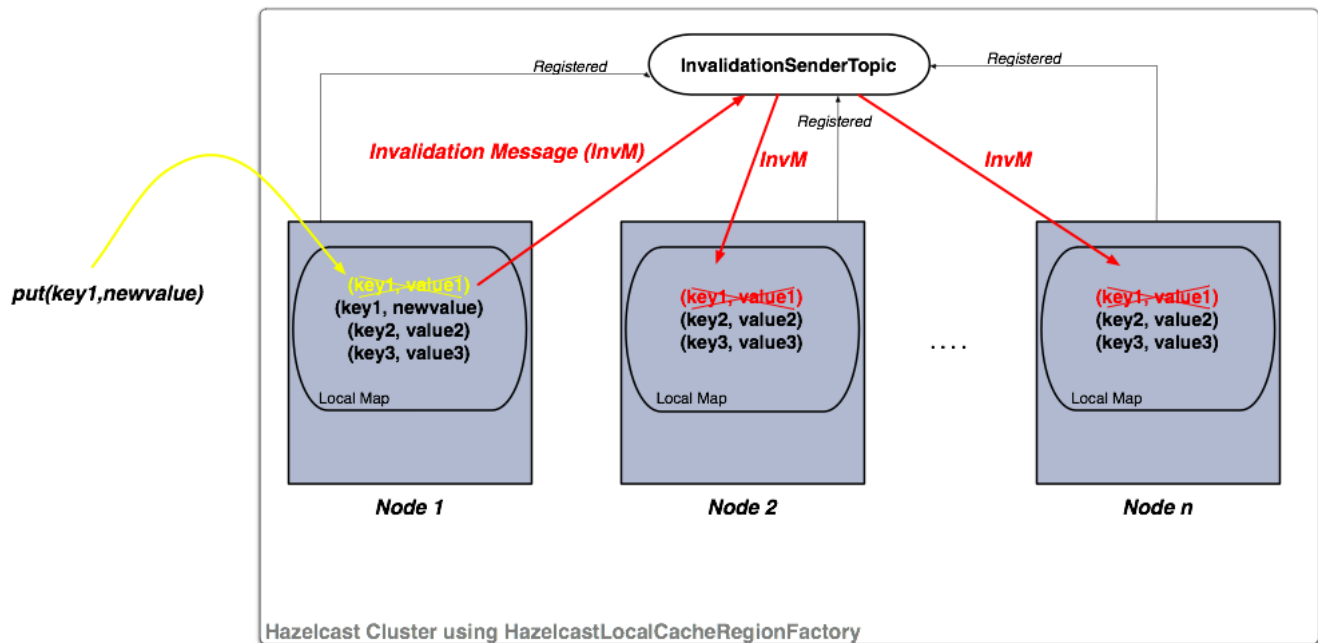 InvalidationSenderTopic
Registered
Registered
Registered
Invalidation Message (InvM)
InvM
InvM
put(key1,newvalue)
(key1, value1)
(key1, newvalue)
(key2, value2)
(key3, value3)
Local Map
Node 1
(key1, value1)
(key2, value2)
(key3, value3)
Local Map
Node 2
. . . .
(key1, value1)
(key2, value2)
(key3, value3)
Local Map
Node n
Hazelcast Cluster using HazelcastLocalCacheRegionFactory